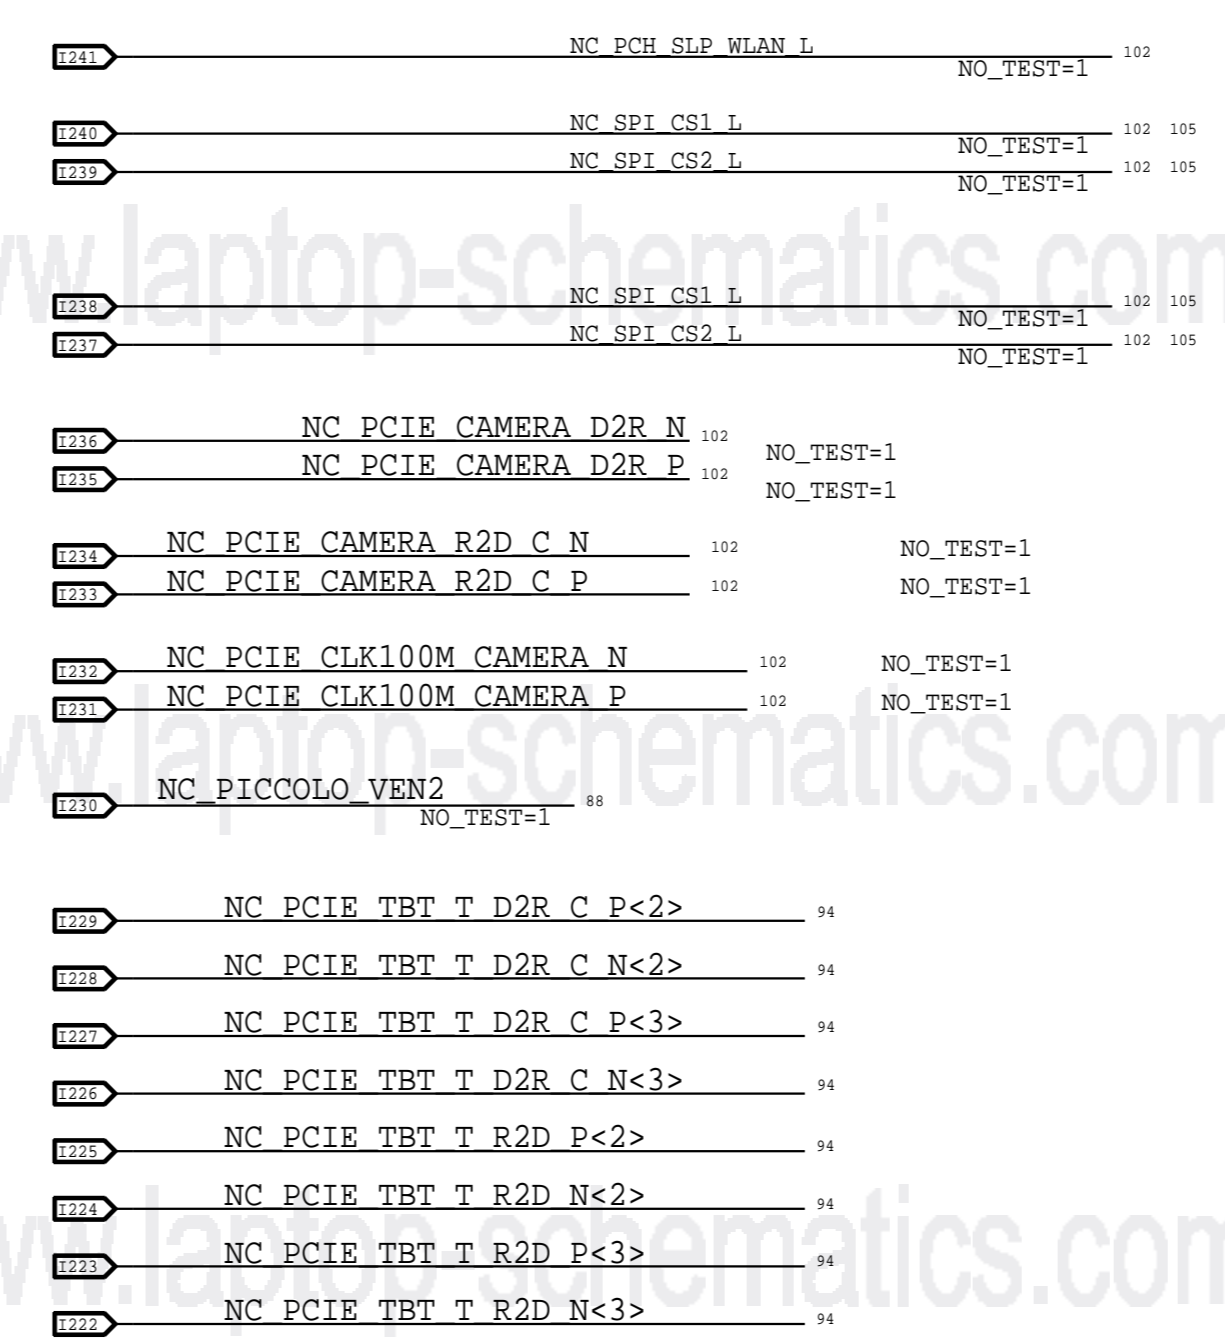 I241 NC_PCH_SLP_WLAN_L 102
NO_TEST=1
I240 NC_SPI_CS1_L 102 105
NO_TEST=1
I239 NC_SPI_CS2_L 102 105
NO_TEST=1
www.laptop-schematics.com
I238 NC_SPI_CS1_L 102 105
NO_TEST=1
I237 NC_SPI_CS2_L 102 105
NO_TEST=1
I236 NC_PCIE_CAMERA_D2R_N 102 NO_TEST=1
I235 NC_PCIE_CAMERA_D2R_P 102 NO_TEST=1
I234 NC_PCIE_CAMERA_R2D_C_N 102 NO_TEST=1
I233 NC_PCIE_CAMERA_R2D_C_P 102 NO_TEST=1
I232 NC_PCIE_CLK100M_CAMERA_N 102 NO_TEST=1
I231 NC_PCIE_CLK100M_CAMERA_P 102 NO_TEST=1
www.laptop-schematics.com
I230 NC_PICCOLO_VEN2 88
NO_TEST=1
I229 NC_PCIE_TBT_T_D2R_C_P<2> 94
I228 NC_PCIE_TBT_T_D2R_C_N<2> 94
I227 NC_PCIE_TBT_T_D2R_C_P<3> 94
I226 NC_PCIE_TBT_T_D2R_C_N<3> 94
I225 NC_PCIE_TBT_T_R2D_P<2> 94
I224 NC_PCIE_TBT_T_R2D_N<2> 94
www.laptop-schematics.com
I223 NC_PCIE_TBT_T_R2D_P<3> 94
I222 NC_PCIE_TBT_T_R2D_N<3> 94